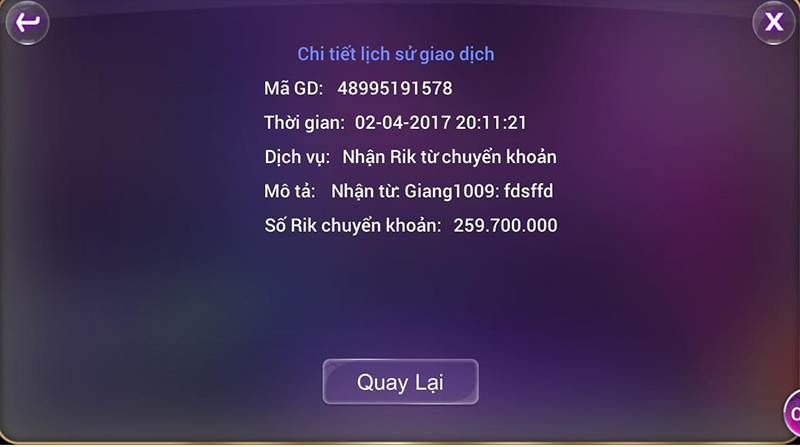 X
Chi tiết lịch sử giao dịch
Mã GD: 48995191578
Thời gian: 02-04-2017 20:11:21
Dịch vụ: Nhận Rik từ chuyển khoản
Mô tả: Nhận từ: Giang1009: fdsffd
Số Rik chuyển khoản: 259.700.000
Quay Lại